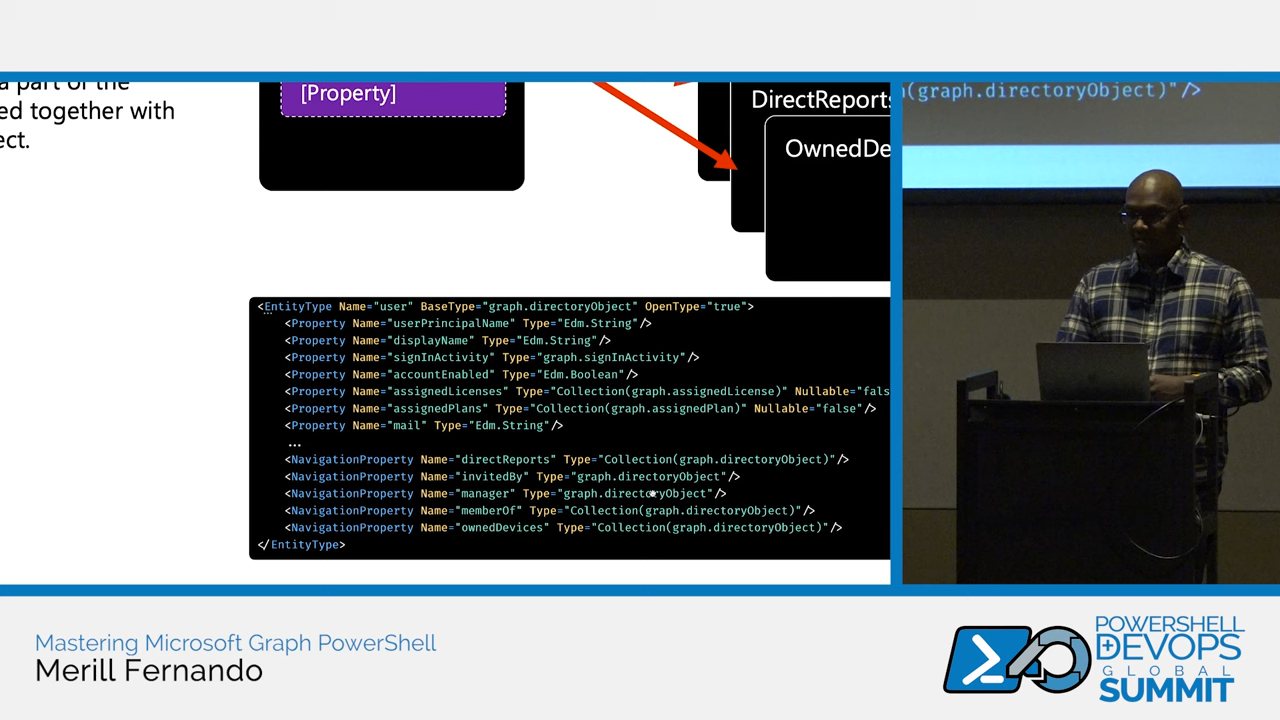 a part of the
ed together with
ect.
[Property]
DirectReports
OwnedDe
<EntityType Name="user" BaseType="graph.directoryObject" OpenType="true">
...
<Property Name="userPrincipalName" Type="Edm.String"/>
<Property Name="displayName" Type="Edm.String"/>
<Property Name="signInActivity" Type="graph.signInActivity"/>
<Property Name="accountEnabled" Type="Edm.Boolean"/>
<Property Name="assignedLicenses" Type="Collection(graph.assignedLicense)" Nullable="fals
<Property Name="assignedPlans" Type="Collection(graph.assignedPlan)" Nullable="false"/>
<Property Name="mail" Type="Edm.String"/>
...
<NavigationProperty Name="directReports" Type="Collection(graph.directoryObject)"/>
<NavigationProperty Name="invitedBy" Type="graph.directoryObject"/>
<NavigationProperty Name="manager" Type="graph.directoryObject"/>
<NavigationProperty Name="memberOf" Type="Collection(graph.directoryObject)"/>
<NavigationProperty Name="ownedDevices" Type="Collection(graph.directoryObject)"/>
</EntityType>
(graph.directoryObject)"/>
Mastering Microsoft Graph PowerShell
Merill Fernando
POWERSHELL
DEVOPS
GLOBAL
SUMMIT